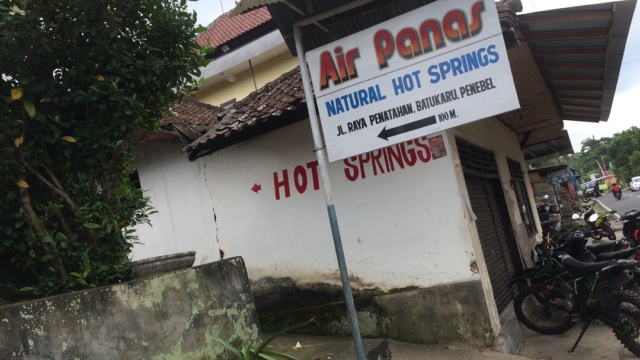 Air Panas
NATURAL HOT SPRINGS
JL. RAYA PENATAHAN. BATUKARU. PENEBEL
100 M.
HOT SPRINGS